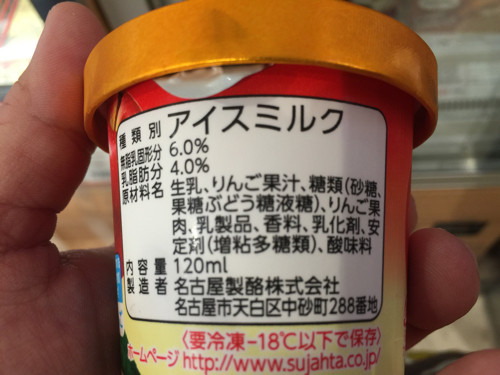 種類別 アイスミルク
無脂乳固形分 6.0%
乳脂肪分 4.0%
原材料名 生乳、りんご果汁、糖類（砂糖、
果糖ぶどう糖液糖）、りんご果
肉、乳製品、香料、乳化剤、安
定剤（増粘多糖類）、酸味料
内容量 120ml
製造者 名古屋製酪株式会社
名古屋市天白区中砂町288番地
〈要冷凍-18℃以下で保存〉
ホームページ http://www.sujahta.co.jp/